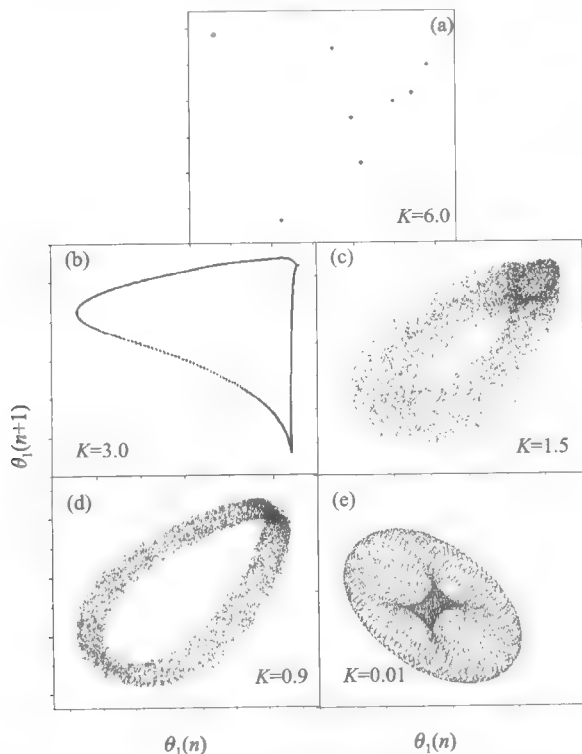 (a)
K=6.0
(b)
K=3.0
(c)
K=1.5
θ₁(n+1)
(d)
K=0.9
(e)
K=0.01
θ₁(n)
θ₁(n)